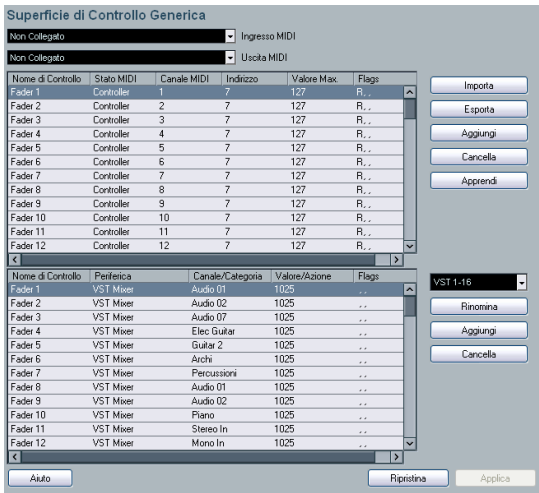 Superficie di Controllo Generica
Non Collegato Ingresso MIDI
Non Collegato Uscita MIDI
Nome di Controllo Stato MIDI Canale MIDI Indirizzo Valore Max. Flags
Fader 1 Controller 1 7 127 R, ,
Fader 2 Controller 2 7 127 R, ,
Fader 3 Controller 3 7 127 R, ,
Fader 4 Controller 4 7 127 R, ,
Fader 5 Controller 5 7 127 R, ,
Fader 6 Controller 6 7 127 R, ,
Fader 7 Controller 7 7 127 R, ,
Fader 8 Controller 8 7 127 R, ,
Fader 9 Controller 9 7 127 R, ,
Fader 10 Controller 10 7 127 R, ,
Fader 11 Controller 11 7 127 R, ,
Fader 12 Controller 12 7 127 R, ,
Importa
Esporta
Aggiungi
Cancella
Apprendi
Nome di Controllo Periferica Canale/Categoria Valore/Azione Flags
Fader 1 VST Mixer Audio 01 1025 , ,
Fader 2 VST Mixer Audio 02 1025 , ,
Fader 3 VST Mixer Audio 07 1025 , ,
Fader 4 VST Mixer Elec Guitar 1025 , ,
Fader 5 VST Mixer Guitar 2 1025 , ,
Fader 6 VST Mixer Archi 1025 , ,
Fader 7 VST Mixer Percussioni 1025 , ,
Fader 8 VST Mixer Audio 01 1025 , ,
Fader 9 VST Mixer Audio 02 1025 , ,
Fader 10 VST Mixer Piano 1025 , ,
Fader 11 VST Mixer Stereo In 1025 , ,
Fader 12 VST Mixer Mono In 1025 , ,
VST 1-16
Rinomina
Aggiungi
Cancella
Aiuto Ripristina Applica